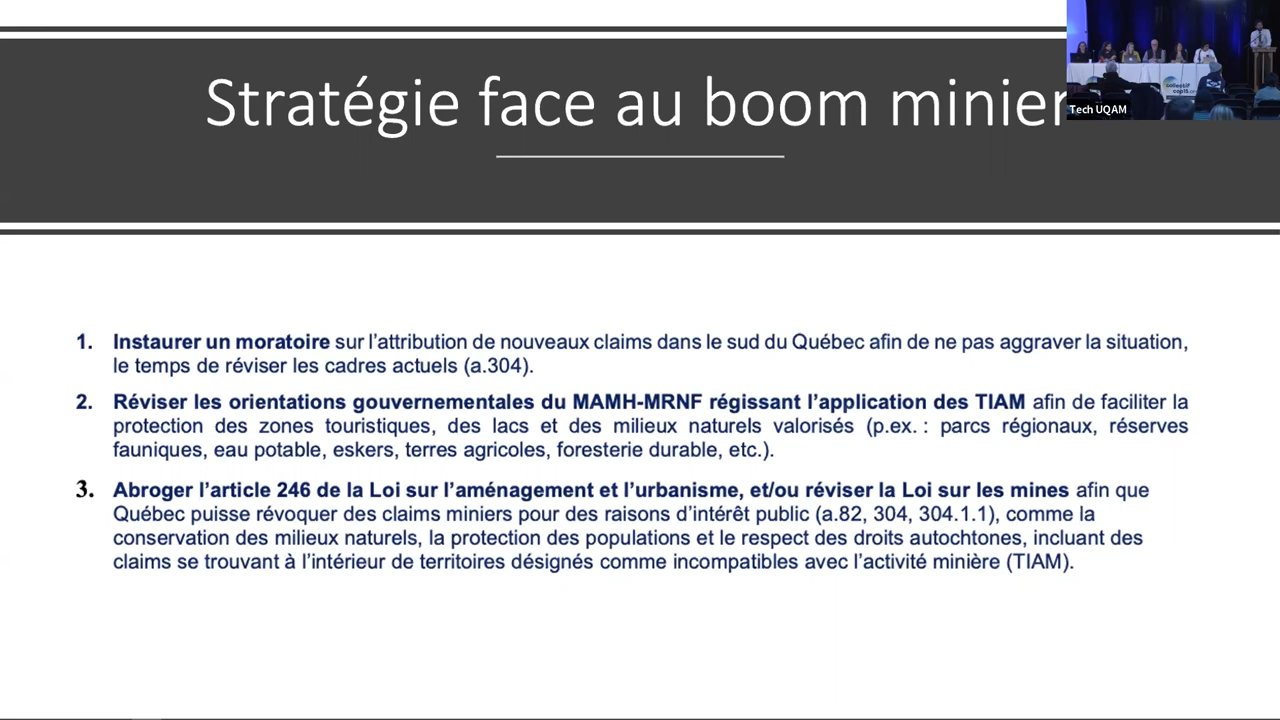 Stratégie face au boom minier
Tech UQAM
collectif
cop15.org
1. Instaurer un moratoire sur l'attribution de nouveaux claims dans le sud du Québec afin de ne pas aggraver la situation,
le temps de réviser les cadres actuels (a.304).
2. Réviser les orientations gouvernementales du MAMH-MRNF régissant l'application des TIAM afin de faciliter la
protection des zones touristiques, des lacs et des milieux naturels valorisés (p.ex. : parcs régionaux, réserves
fauniques, eau potable, eskers, terres agricoles, foresterie durable, etc.).
3. Abroger l'article 246 de la Loi sur l'aménagement et l'urbanisme, et/ou réviser la Loi sur les mines afin que
Québec puisse révoquer des claims miniers pour des raisons d'intérêt public (a.82, 304, 304.1.1), comme la
conservation des milieux naturels, la protection des populations et le respect des droits autochtones, incluant des
claims se trouvant à l'intérieur de territoires désignés comme incompatibles avec l'activité minière (TIAM).